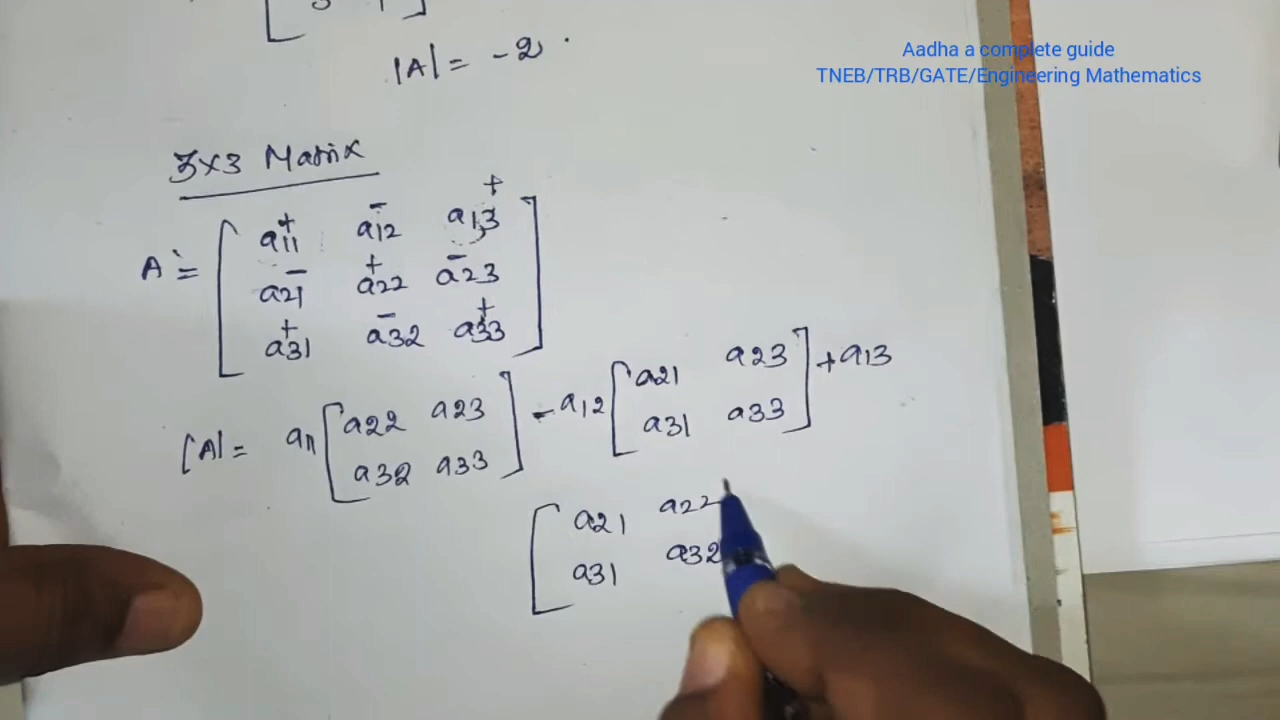 Aadha a complete guide
TNEB/TRB/GATE/Engineering Mathematics
|A| = -2.
3x3 Matrix
+ - +
A = [ a11 a12 a13
- + -
a21 a22 a23
+ - +
a31 a32 a33 ]
|A| = a11 [ a22 a23 ] - a12 [ a21 a23 ] + a13
a32 a33 a31 a33
[ a21 a22
a31 a32